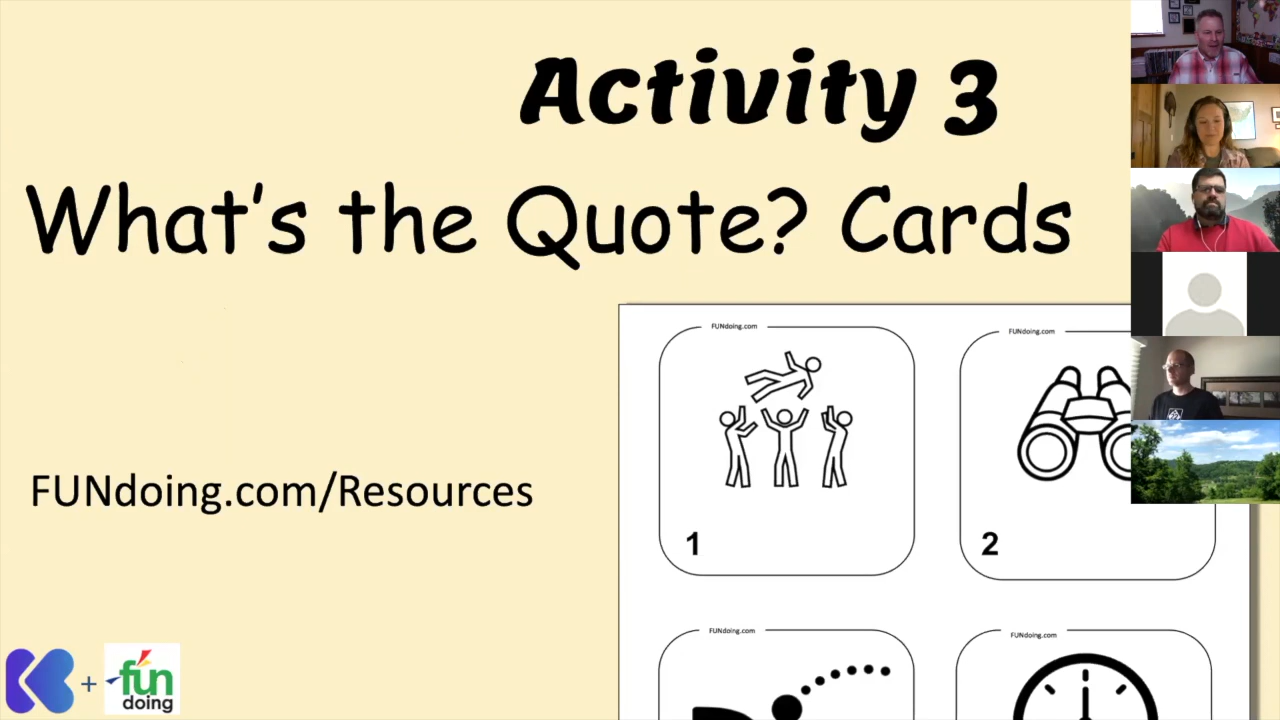 Activity 3
What's the Quote? Cards
FUNdoing.com
FUNdoing.com
1
2
FUNdoing.com/Resources
FUNdoing.com
FUNdoing.com
K + fun
doing